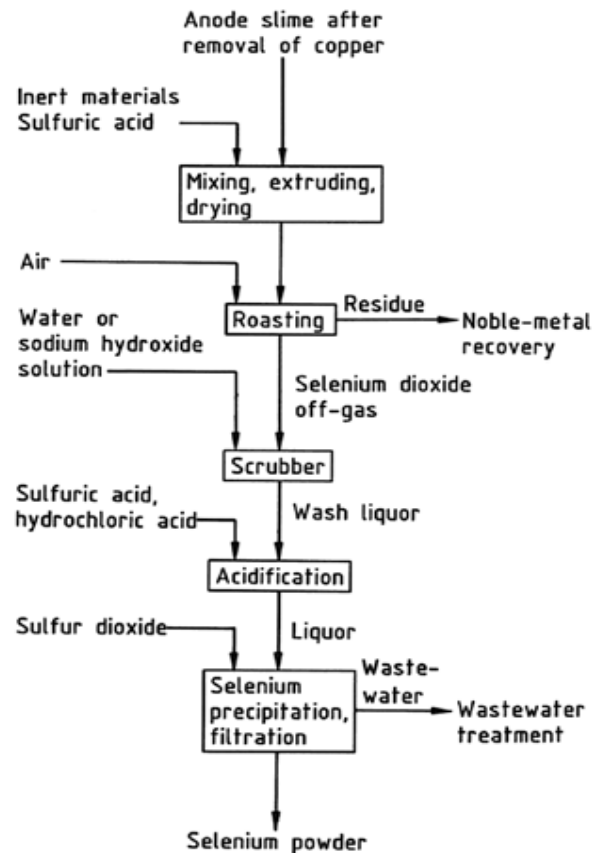 Anode slime after
removal of copper
Inert materials
Sulfuric acid
Mixing, extruding,
drying
Air
Roasting
Residue
Noble-metal
recovery
Water or
sodium hydroxide
solution
Selenium dioxide
off-gas
Scrubber
Sulfuric acid,
hydrochloric acid
Wash liquor
Acidification
Sulfur dioxide
Liquor
Selenium
precipitation,
filtration
Waste-
water
Wastewater
treatment
Selenium powder